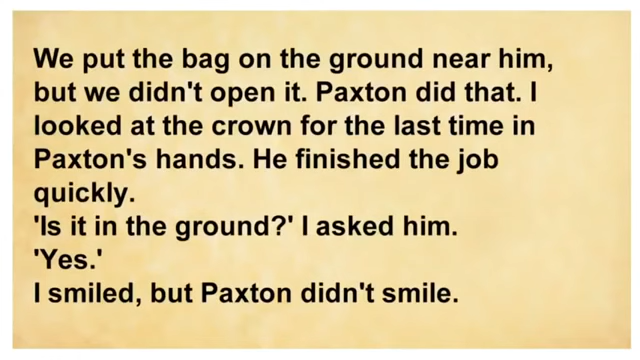 We put the bag on the ground near him,
but we didn't open it. Paxton did that. I
looked at the crown for the last time in
Paxton's hands. He finished the job
quickly.
'Is it in the ground?' I asked him.
'Yes.'
I smiled, but Paxton didn't smile.